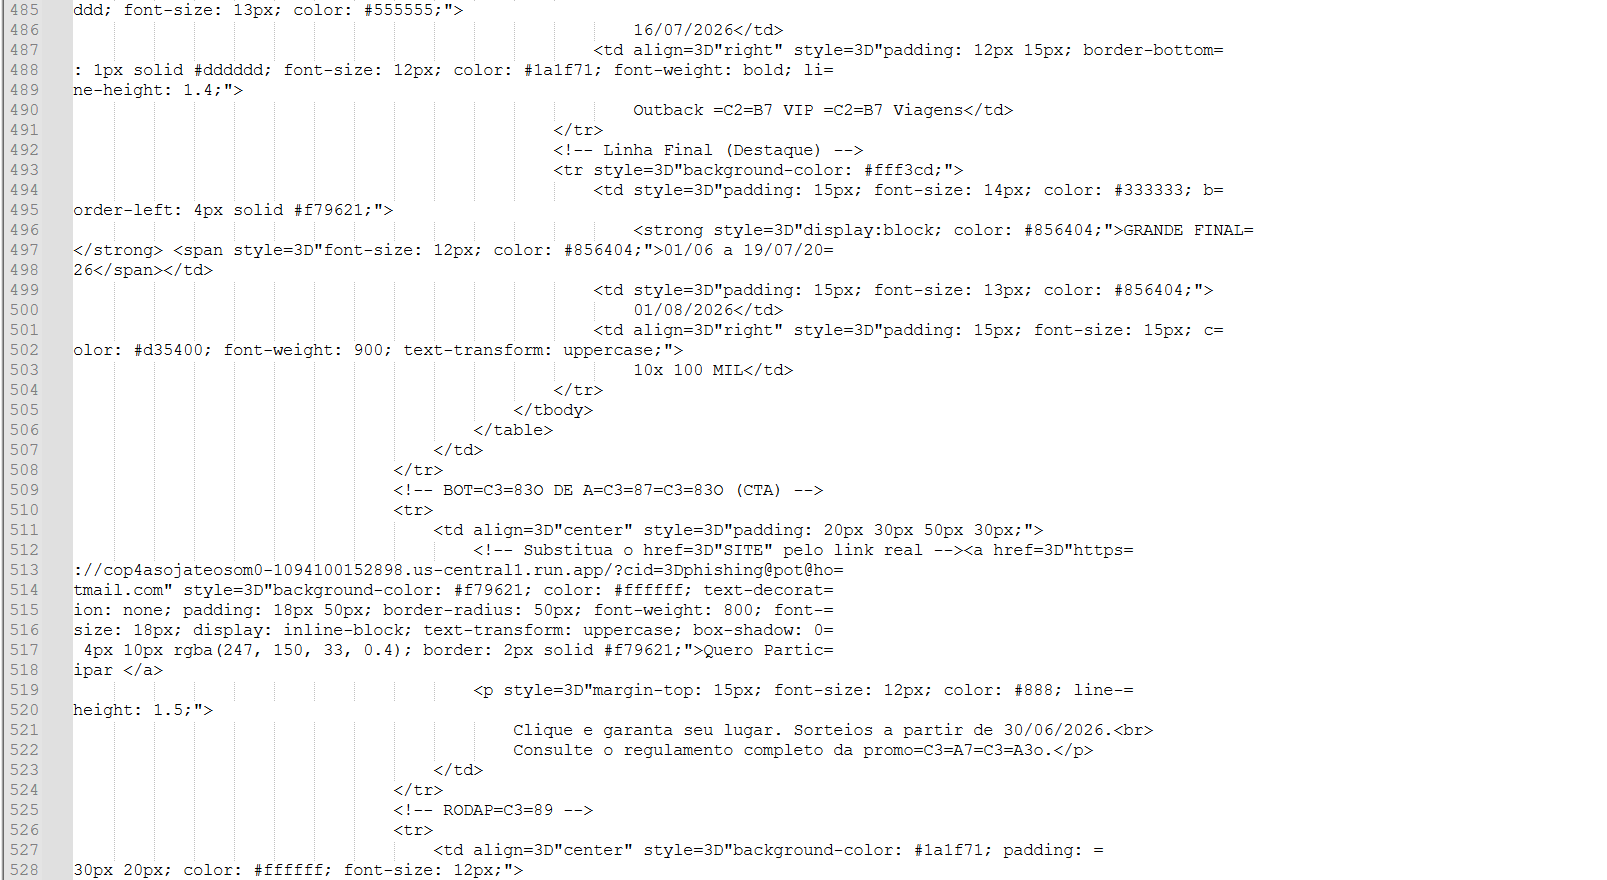 485 ddd; font-size: 13px; color: #555555;">
486 16/07/2026</td>
487 <td align=3D"right" style=3D"padding: 12px 15px; border-bottom=
488 : 1px solid #dddddd; font-size: 12px; color: #1a1f71; font-weight: bold; li=
489 ne-height: 1.4;">
490 Outback =C2=B7 VIP =C2=B7 Viagens</td>
491 </tr>
492 <!-- Linha Final (Destaque) -->
493 <tr style=3D"background-color: #fff3cd;">
494 <td style=3D"padding: 15px; font-size: 14px; color: #333333; b=
495 order-left: 4px solid #f79621;">
496 <strong style=3D"display:block; color: #856404;">GRANDE FINAL=
497 </strong> <span style=3D"font-size: 12px; color: #856404;">01/06 a 19/07/20=
498 26</span></td>
499 <td style=3D"padding: 15px; font-size: 13px; color: #856404;">
500 01/08/2026</td>
501 <td align=3D"right" style=3D"padding: 15px; font-size: 15px; c=
502 olor: #d35400; font-weight: 900; text-transform: uppercase;">
503 10x 100 MIL</td>
504 </tr>
505 </tbody>
506 </table>
507 </td>
508 </tr>
509 <!-- BOT=C3=83O DE A=C3=87=C3=83O (CTA) -->
510 <tr>
511 <td align=3D"center" style=3D"padding: 20px 30px 50px 30px;">
512 <!-- Substitua o href=3D"SITE" pelo link real --><a href=3D"https=
513 ://cop4asojateosom0-1094100152898.us-central1.run.app/?cid=3Dphishing@pot@ho=
514 tmail.com" style=3D"background-color: #f79621; color: #ffffff; text-decorat=
515 ion: none; padding: 18px 50px; border-radius: 50px; font-weight: 800; font-=
516 size: 18px; display: inline-block; text-transform: uppercase; box-shadow: 0=
517  4px 10px rgba(247, 150, 33, 0.4); border: 2px solid #f79621;">Quero Partic=
518 ipar </a>
519 <p style=3D"margin-top: 15px; font-size: 12px; color: #888; line-=
520 height: 1.5;">
521 Clique e garanta seu lugar. Sorteios a partir de 30/06/2026.<br>
522 Consulte o regulamento completo da promo=C3=A7=C3=A3o.</p>
523 </td>
524 </tr>
525 <!-- RODAP=C3=89 -->
526 <tr>
527 <td align=3D"center" style=3D"background-color: #1a1f71; padding: =
528 30px 20px; color: #ffffff; font-size: 12px;">